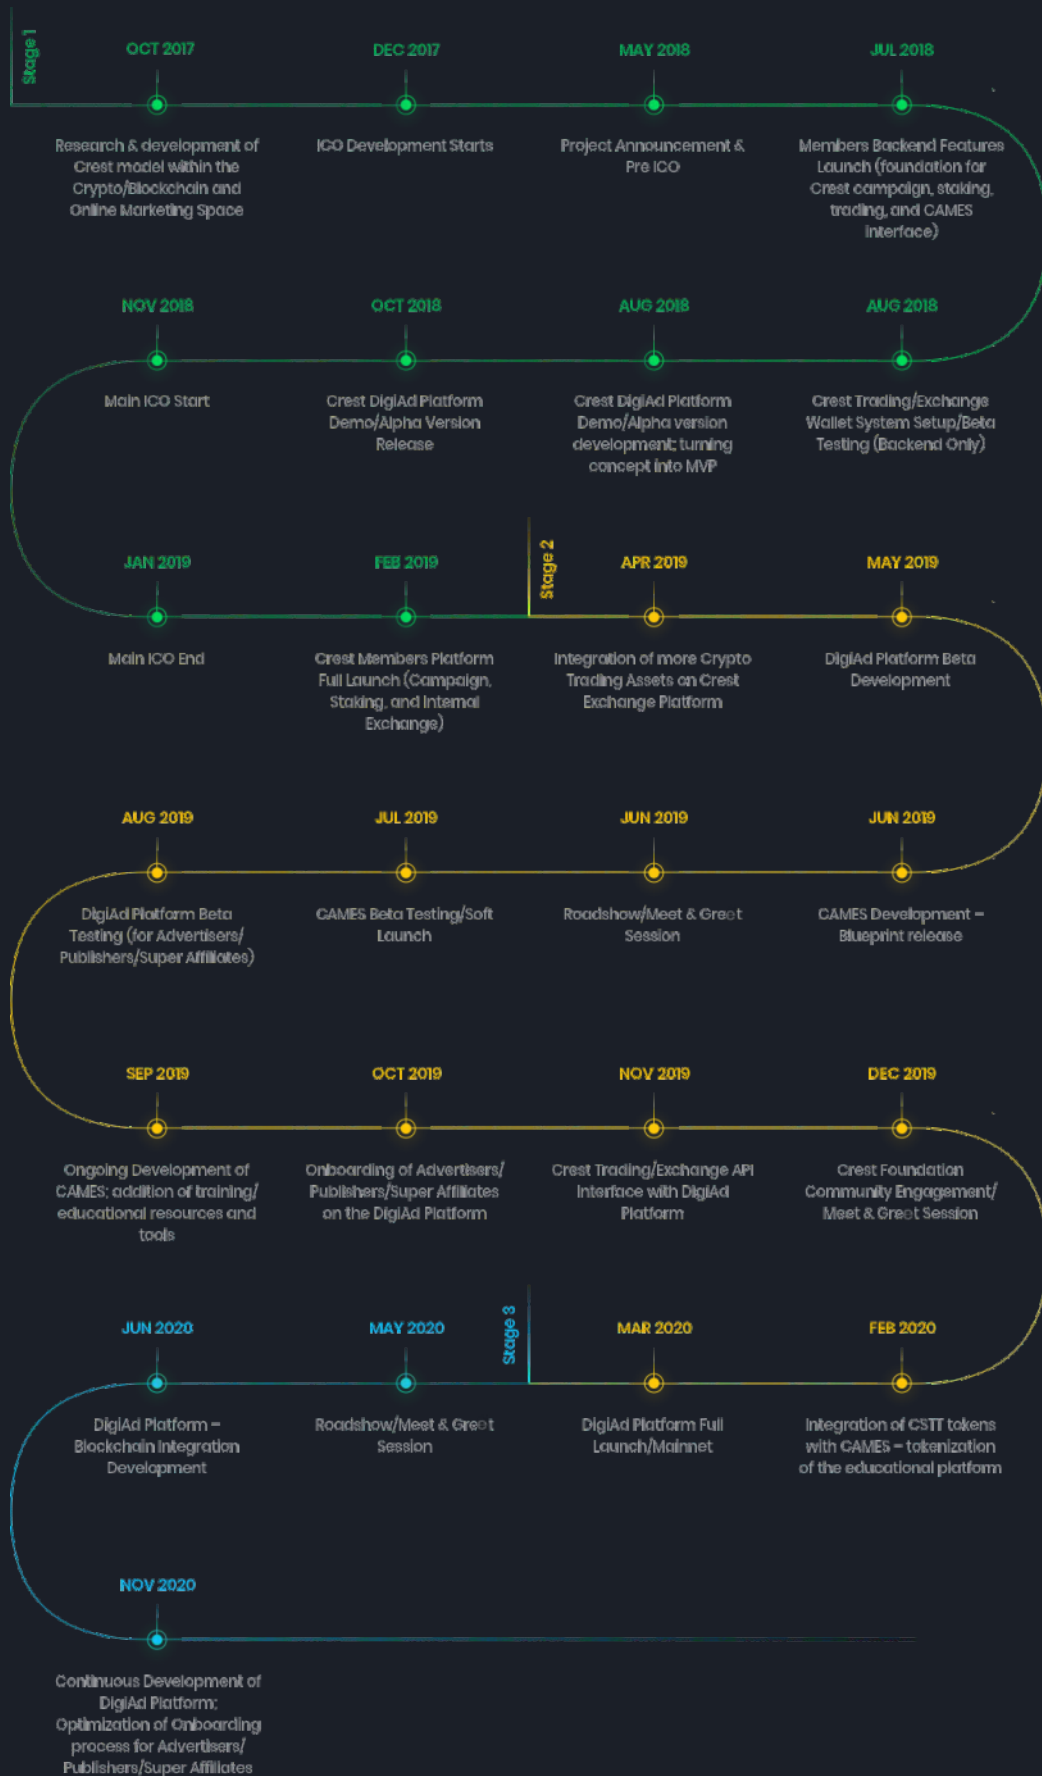 Stage 1
OCT 2017
Research & development of
Crest model within the
Crypto/Blockchain and
Online Marketing Space
DEC 2017
ICO Development Starts
MAY 2018
Project Announcement &
Pre ICO
JUL 2018
Members Backend Features
Launch (foundation for
Crest campaign, staking,
trading, and CAMES
interface)
AUG 2018
Crest Trading/Exchange
Wallet System Setup/Beta
Testing (Backend Only)
AUG 2018
Crest DigiAd Platform
Demo/Alpha version
development; turning
concept into MVP
OCT 2018
Crest DigiAd Platform
Demo/Alpha Version
Release
NOV 2018
Main ICO Start
JAN 2019
Main ICO End
FEB 2019
Crest Members Platform
Full Launch (Campaign,
Staking, and Internal
Exchange)
Stage 2
APR 2019
Integration of more Crypto
Trading Assets on Crest
Exchange Platform
MAY 2019
DigiAd Platform Beta
Development
JUN 2019
CAMES Development –
Blueprint release
JUN 2019
Roadshow/Meet & Greet
Session
JUL 2019
CAMES Beta Testing/Soft
Launch
AUG 2019
DigiAd Platform Beta
Testing (for Advertisers/
Publishers/Super Affiliates)
SEP 2019
Ongoing Development of
CAMES; addition of training/
educational resources and
tools
OCT 2019
Onboarding of Advertisers/
Publishers/Super Affiliates
on the DigiAd Platform
NOV 2019
Crest Trading/Exchange API
Interface with DigiAd
Platform
DEC 2019
Crest Foundation
Community Engagement/
Meet & Greet Session
FEB 2020
Integration of CSTT tokens
with CAMES – tokenization
of the educational platform
MAR 2020
DigiAd Platform Full
Launch/Mainnet
Stage 3
MAY 2020
Roadshow/Meet & Greet
Session
JUN 2020
DigiAd Platform –
Blockchain Integration
Development
NOV 2020
Continuous Development of
DigiAd Platform;
Optimization of Onboarding
process for Advertisers/
Publishers/Super Affiliates